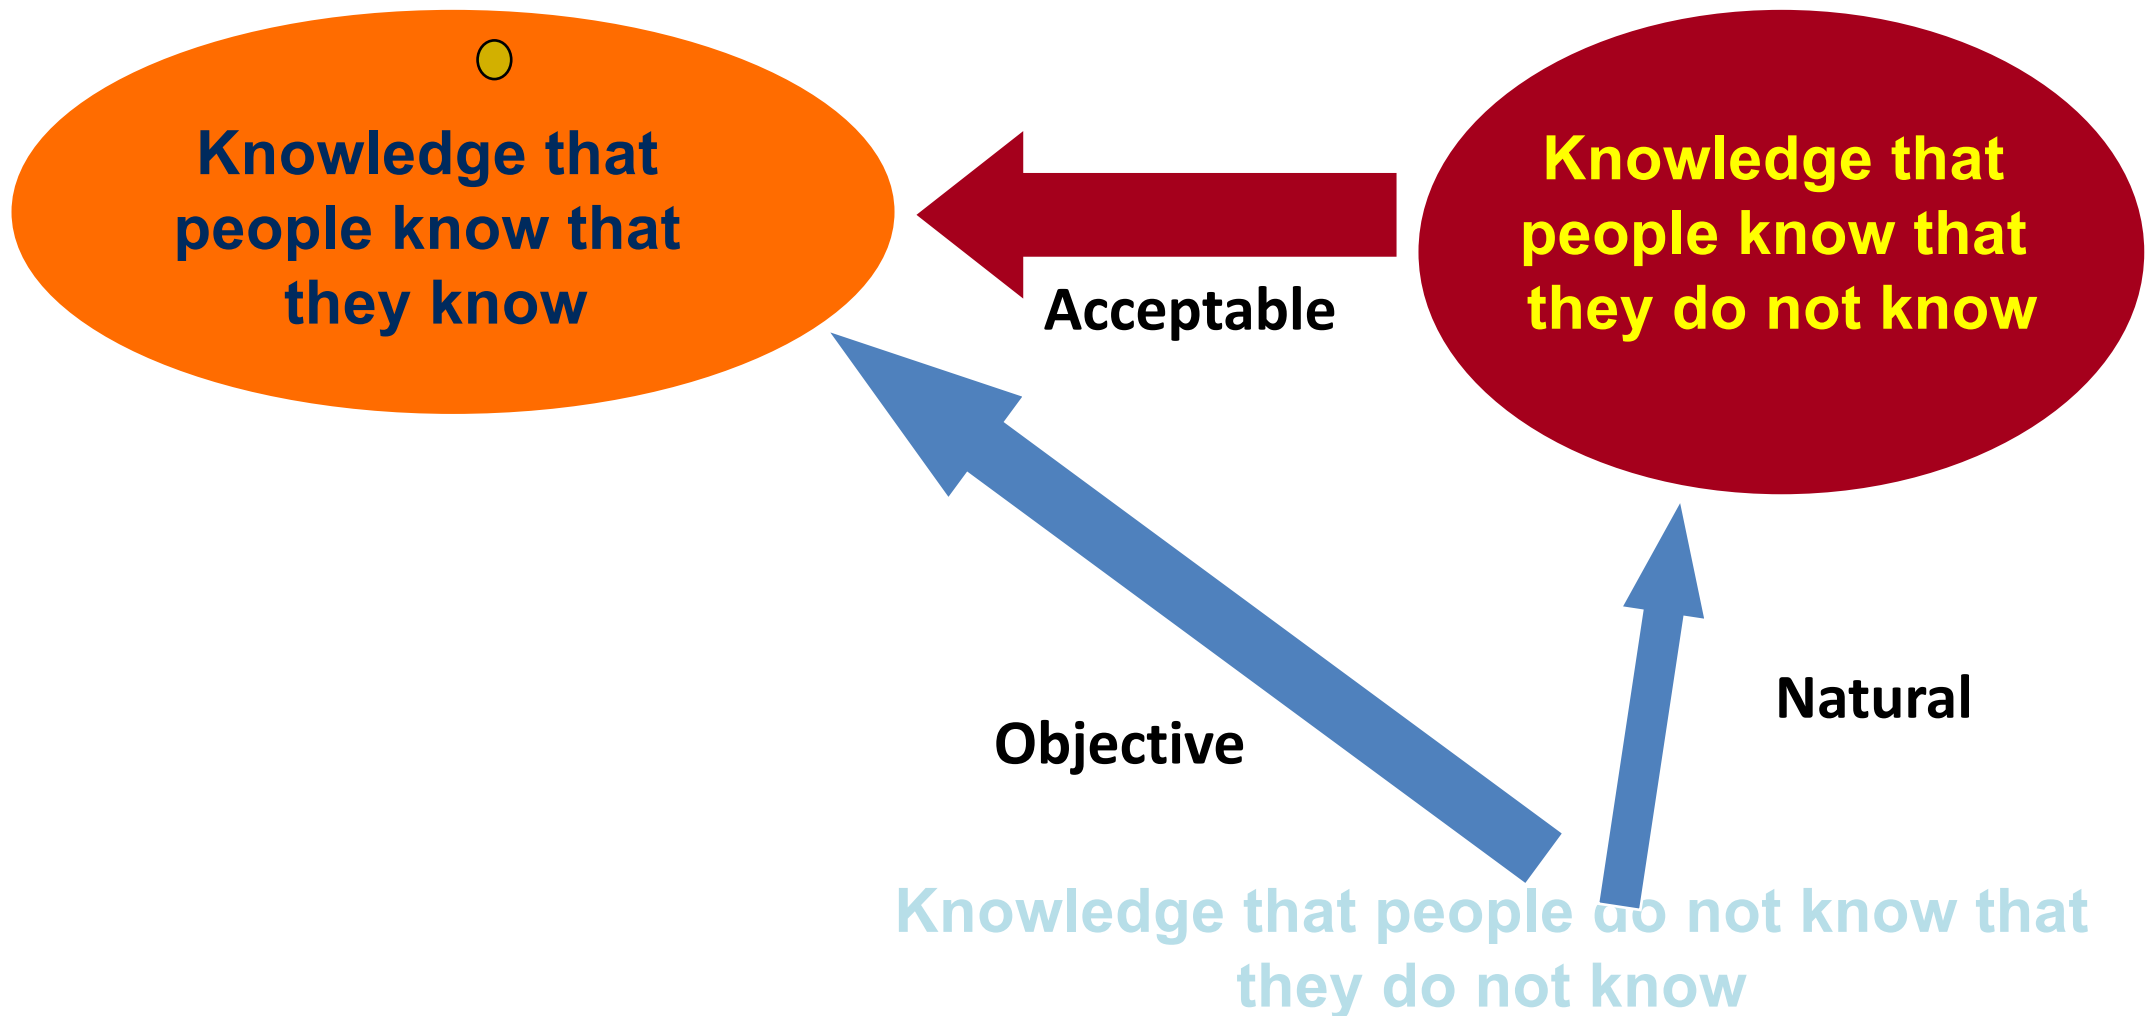 Knowledge that
people know that
they know
Knowledge that
people know that
they do not know
Acceptable
Natural
Objective
Knowledge that people do not know that
they do not know